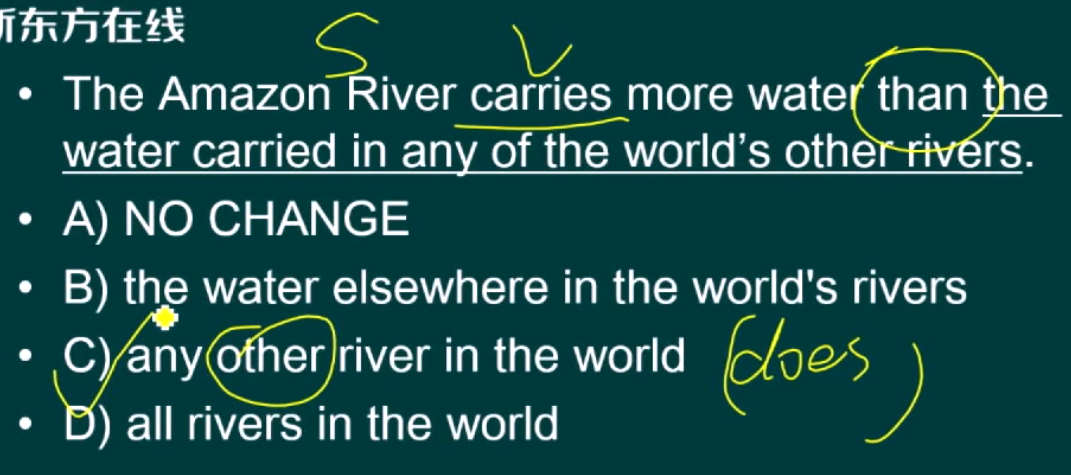 新东方在线
S V
• The Amazon River carries more water than the
water carried in any of the world’s other rivers.
• A) NO CHANGE
• B) the water elsewhere in the world's rivers
• C) any other river in the world (does)
• D) all rivers in the world